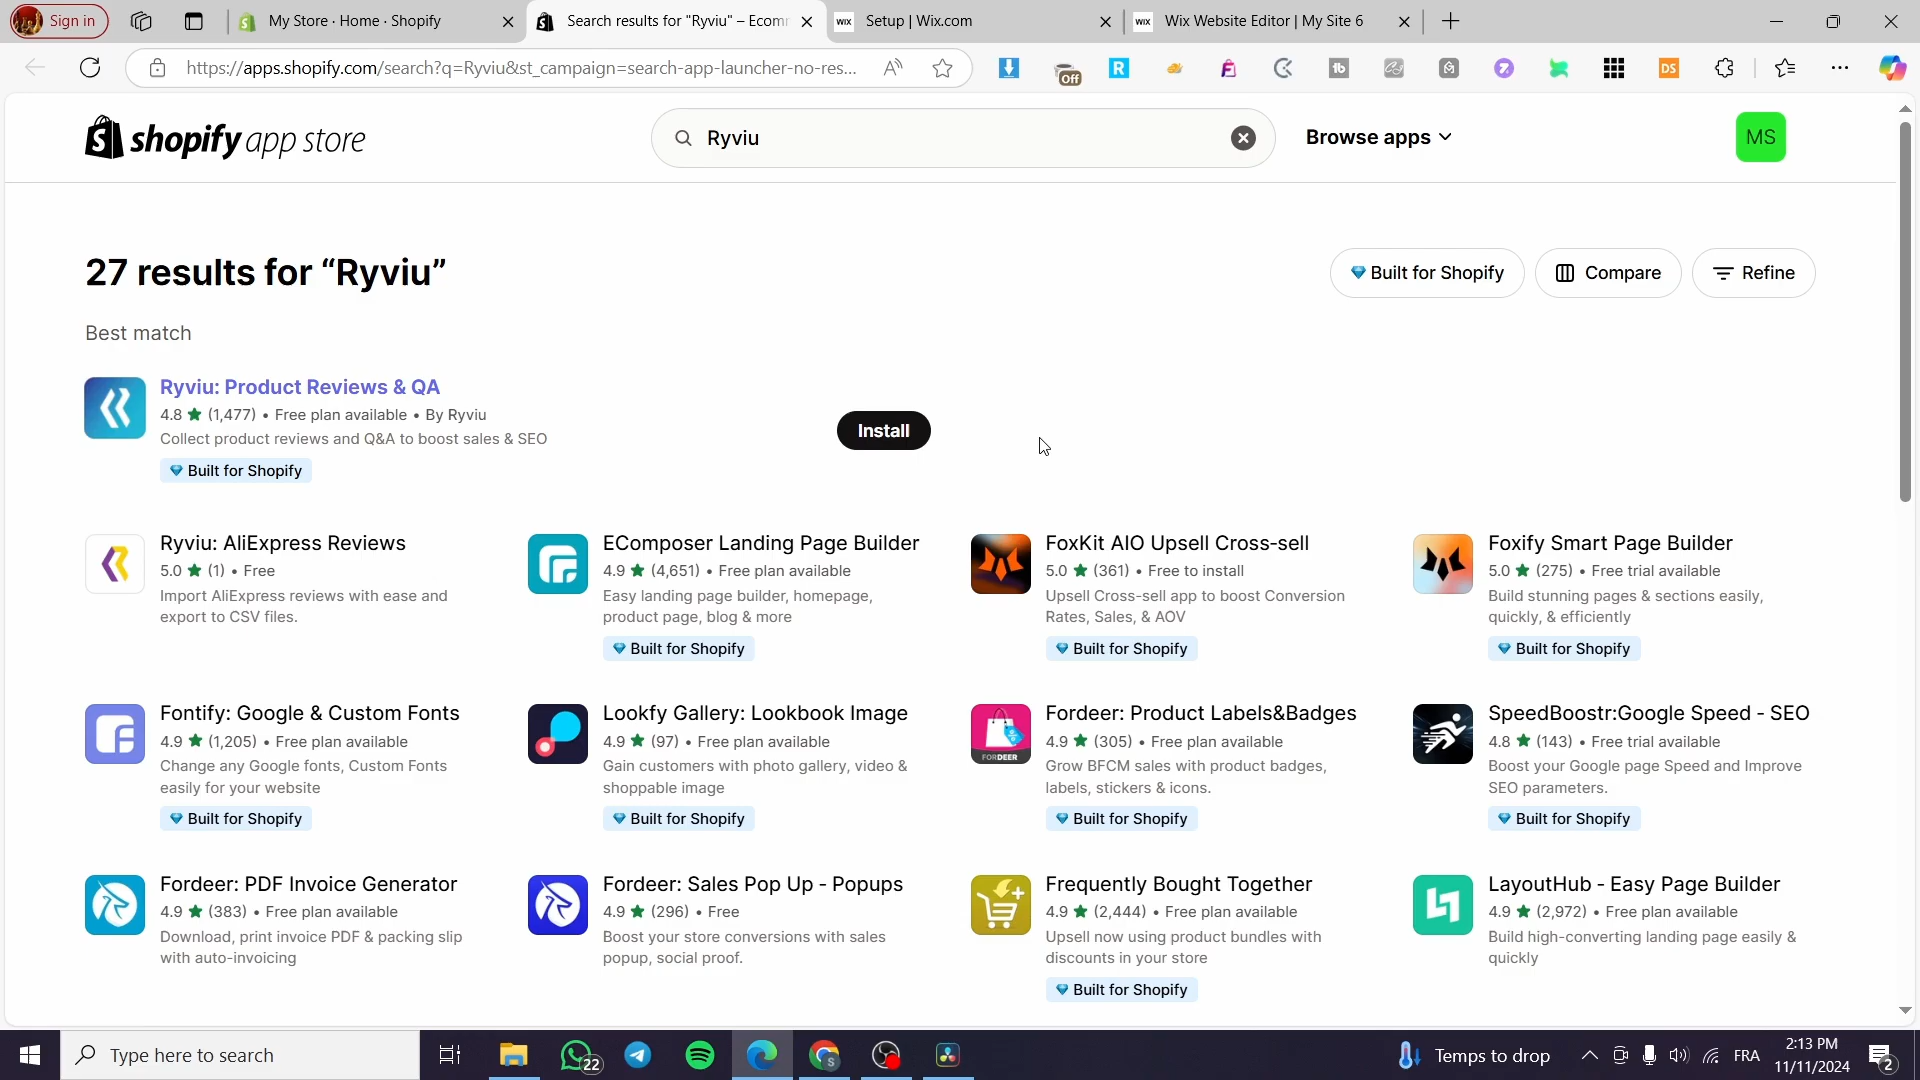 Sign in
My Store · Home · Shopify
Search results for "Ryviu" – Ecom
WIX Setup | Wix.com
WIX Wix Website Editor | My Site 6
https://apps.shopify.com/search?q=Ryviu&st_campaign=search-app-launcher-no-res...
Off
R
tb
DS
shopify app store
Ryviu
Browse apps
MS
27 results for “Ryviu”
Built for Shopify
Compare
Refine
Best match
Ryviu: Product Reviews & QA
4.8 ★ (1,477) • Free plan available • By Ryviu
Collect product reviews and Q&A to boost sales & SEO
Built for Shopify
Install
Ryviu: AliExpress Reviews
5.0 ★ (1) • Free
Import AliExpress reviews with ease and
export to CSV files.
EComposer Landing Page Builder
4.9 ★ (4,651) • Free plan available
Easy landing page builder, homepage,
product page, blog & more
Built for Shopify
FoxKit AIO Upsell Cross-sell
5.0 ★ (361) • Free to install
Upsell Cross-sell app to boost Conversion
Rates, Sales, & AOV
Built for Shopify
Foxify Smart Page Builder
5.0 ★ (275) • Free trial available
Build stunning pages & sections easily,
quickly, & efficiently
Built for Shopify
Fontify: Google & Custom Fonts
4.9 ★ (1,205) • Free plan available
Change any Google fonts, Custom Fonts
easily for your website
Built for Shopify
Lookfy Gallery: Lookbook Image
4.9 ★ (97) • Free plan available
Gain customers with photo gallery, video &
shoppable image
Built for Shopify
FORDEER
Fordeer: Product Labels&Badges
4.9 ★ (305) • Free plan available
Grow BFCM sales with product badges,
labels, stickers & icons.
Built for Shopify
SpeedBoostr:Google Speed - SEO
4.8 ★ (143) • Free trial available
Boost your Google page Speed and Improve
SEO parameters.
Built for Shopify
Fordeer: PDF Invoice Generator
4.9 ★ (383) • Free plan available
Download, print invoice PDF & packing slip
with auto-invoicing
Fordeer: Sales Pop Up - Popups
4.9 ★ (296) • Free
Boost your store conversions with sales
popup, social proof.
Frequently Bought Together
4.9 ★ (2,444) • Free plan available
Upsell now using product bundles with
discounts in your store
Built for Shopify
LayoutHub - Easy Page Builder
4.9 ★ (2,972) • Free plan available
Build high-converting landing page easily &
quickly
Type here to search
22
Temps to drop
FRA
2:13 PM
11/11/2024
2